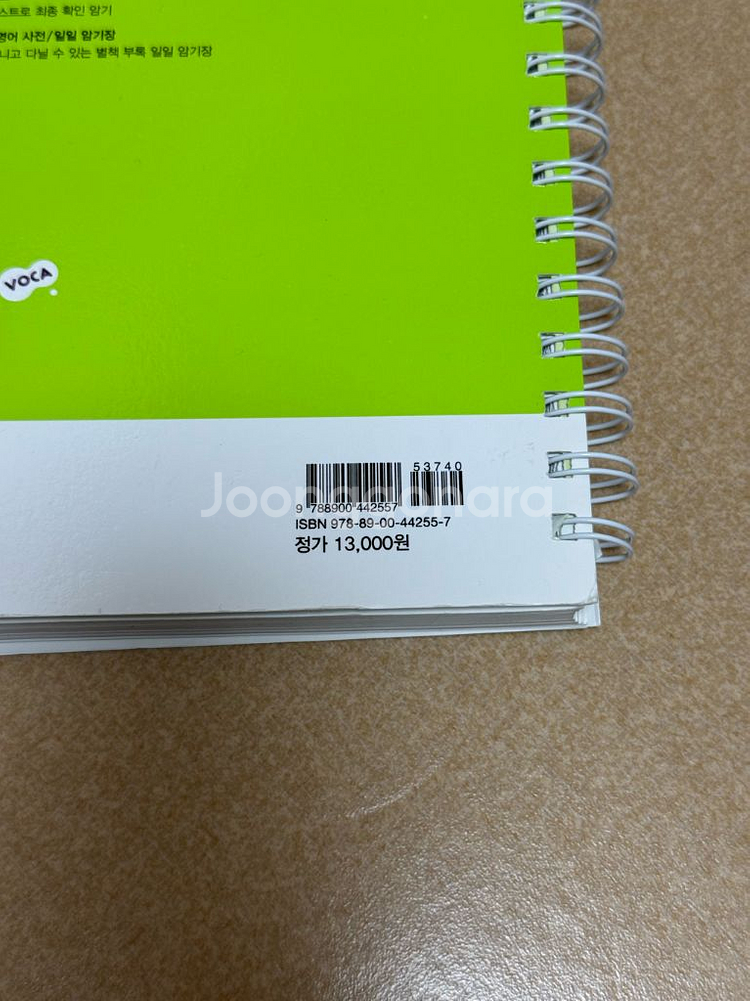 스트로 최종 확인 암기
영어 사전/일일 암기장
니고 다닐 수 있는 별책 부록 일일 암기장
VOCA
53740
Joonggonara
9 788900 442557
ISBN 978-89-00-44255-7
정가 13,000원